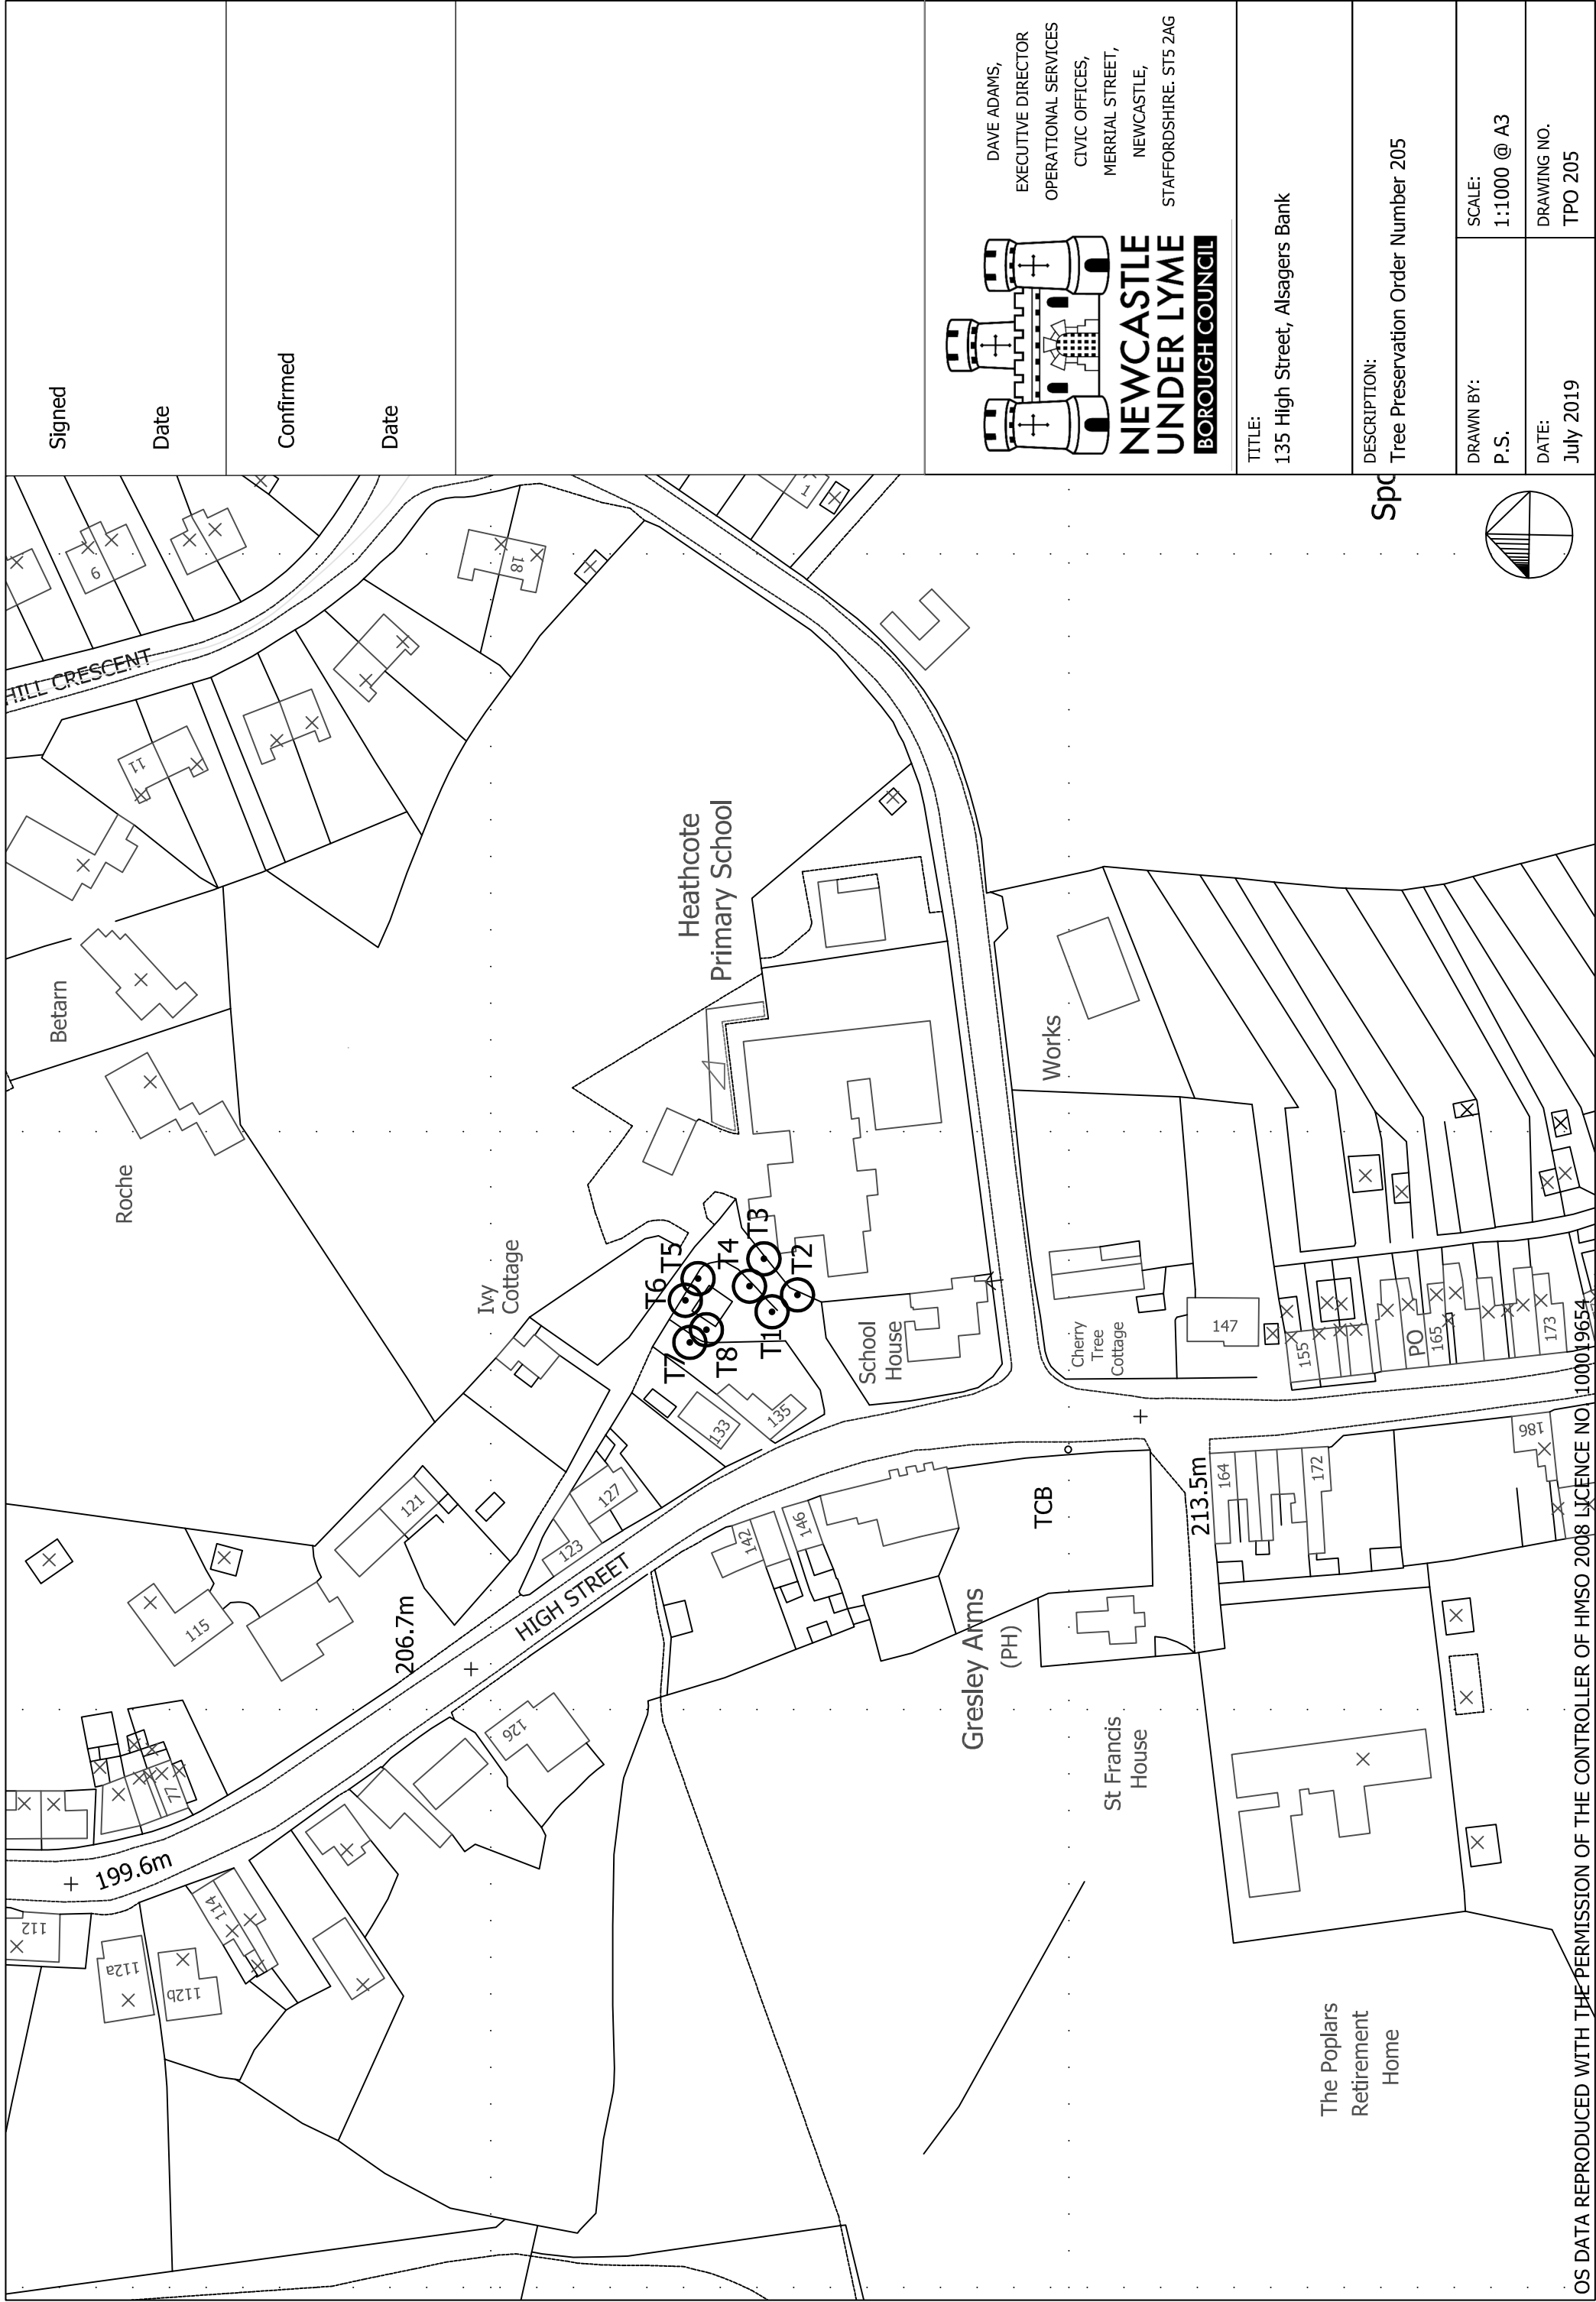 Signed
Date
Confirmed
Date
DAVE ADAMS,
EXECUTIVE DIRECTOR
OPERATIONAL SERVICES
CIVIC OFFICES,
MERRIAL STREET,
NEWCASTLE,
STAFFORDSHIRE. ST5 2AG
NEWCASTLE
UNDER LYME
BOROUGH COUNCIL
TITLE:
135 High Street, Alsagers Bank
DESCRIPTION:
Tree Preservation Order Number 205
DRAWN BY:
P.S.
SCALE:
1:1000 @ A3
DATE:
July 2019
DRAWING NO.
TPO 205
HILL CRESCENT
9
18
11
1
Spo
Betarn
Roche
Heathcote
Primary School
Works
Ivy
Cottage
T5
T6
T4
T3
T2
T1
T7
T8
School
House
Cherry
Tree
Cottage
147
155
PO
165
173
133
135
121
127
123
115
206.7m
HIGH STREET
142
146
TCB
213.5m
164
172
186
Gresley Arms
(PH)
St Francis
House
126
77
199.6m
112
112a
112b
114
The Poplars
Retirement
Home
OS DATA REPRODUCED WITH THE PERMISSION OF THE CONTROLLER OF HMSO 2008 LICENCE NO. 100019654